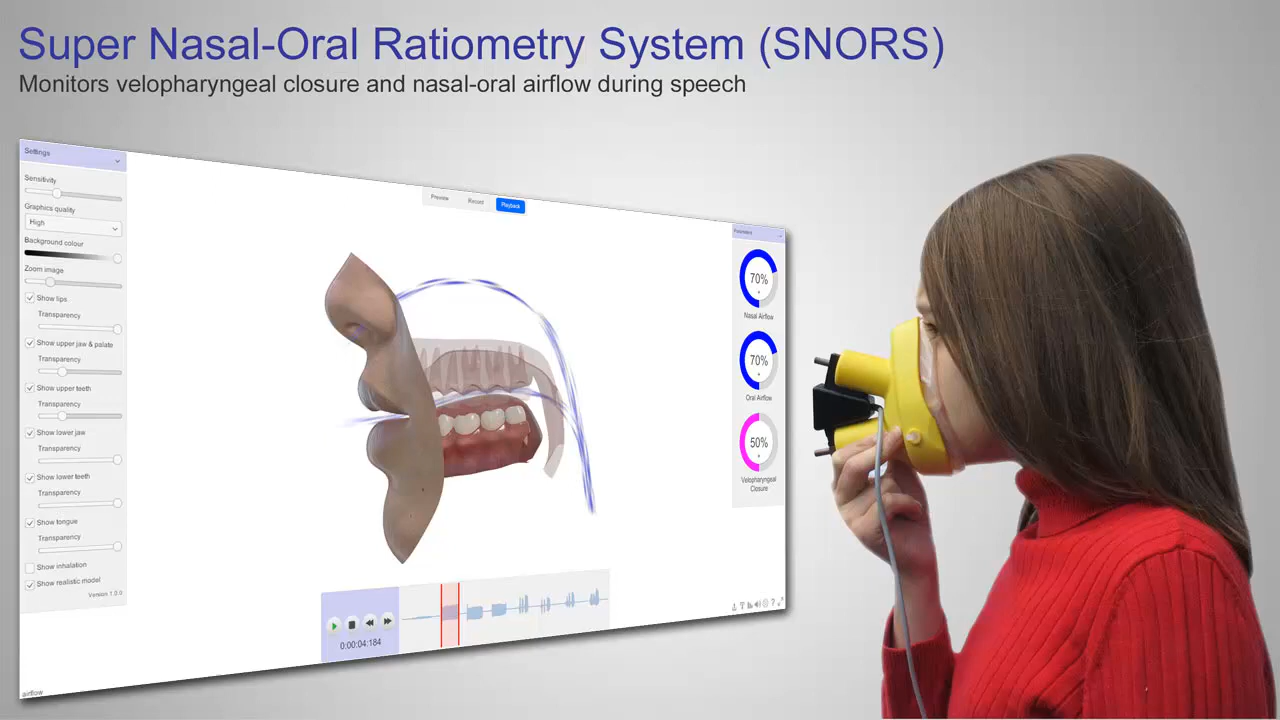 Super Nasal-Oral Ratiometry System (SNORS)
Monitors velopharyngeal closure and nasal-oral airflow during speech
Settings
Sensitivity
Graphics quality
High
Background colour
Zoom image
Show lips
Transparency
Show upper jaw & palate
Transparency
Show upper teeth
Transparency
Show lower jaw
Transparency
Show lower teeth
Transparency
Show tongue
Transparency
Show inhalation
Show realistic model
Version 1.0.0
airflow
Preview Record Playback
0:00:04:184
Parameters
70%
Nasal Airflow
70%
Oral Airflow
50%
Velopharyngeal
Closure